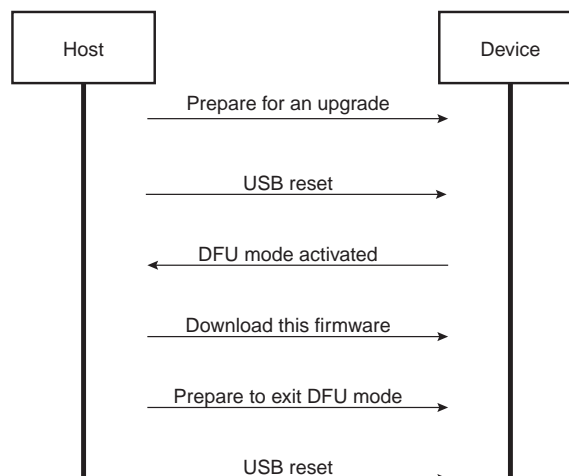 Host
Device
Prepare for an upgrade
USB reset
DFU mode activated
Download this firmware
Prepare to exit DFU mode
USB reset